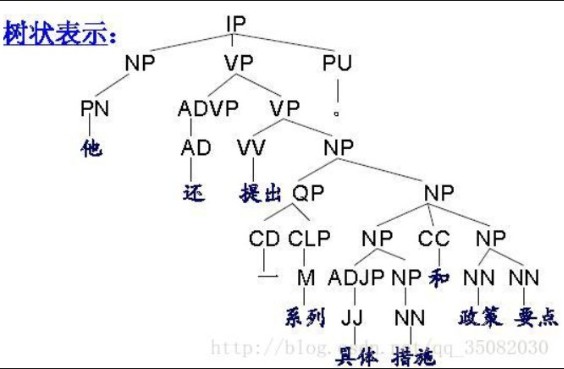 树状表示：
IP
NP VP PU
PN ADVP VP 。
他 AD VV NP
还 提出 QP NP
CD CLP NP CC NP
一 M ADJP NP 和 NN NN
系列 JJ NN 政策 要点
http://blog.csdn.net/qq_35082030
具体 措施